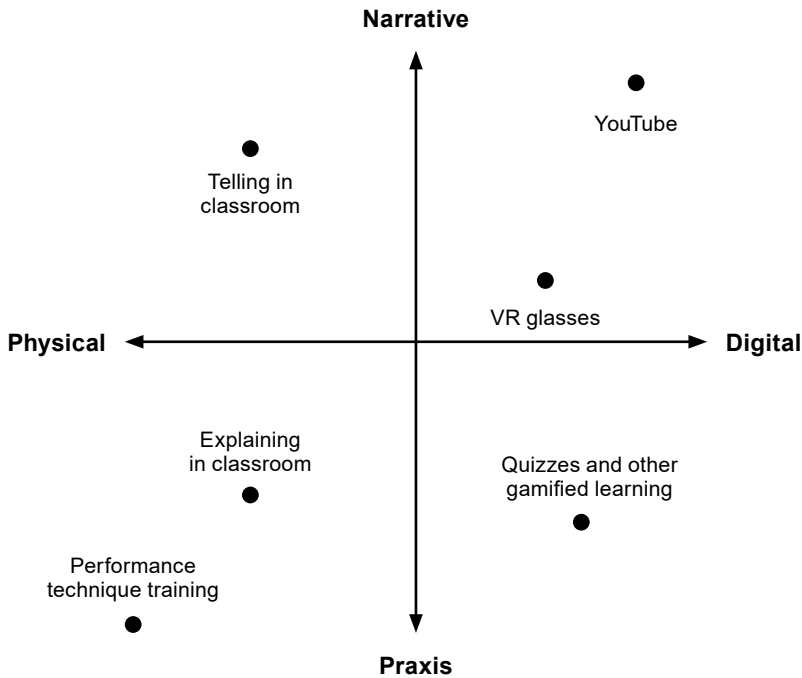 Narrative
YouTube
Telling in
classroom
VR glasses
Physical
Digital
Explaining
in classroom
Quizzes and other
gamified learning
Performance
technique training
Praxis